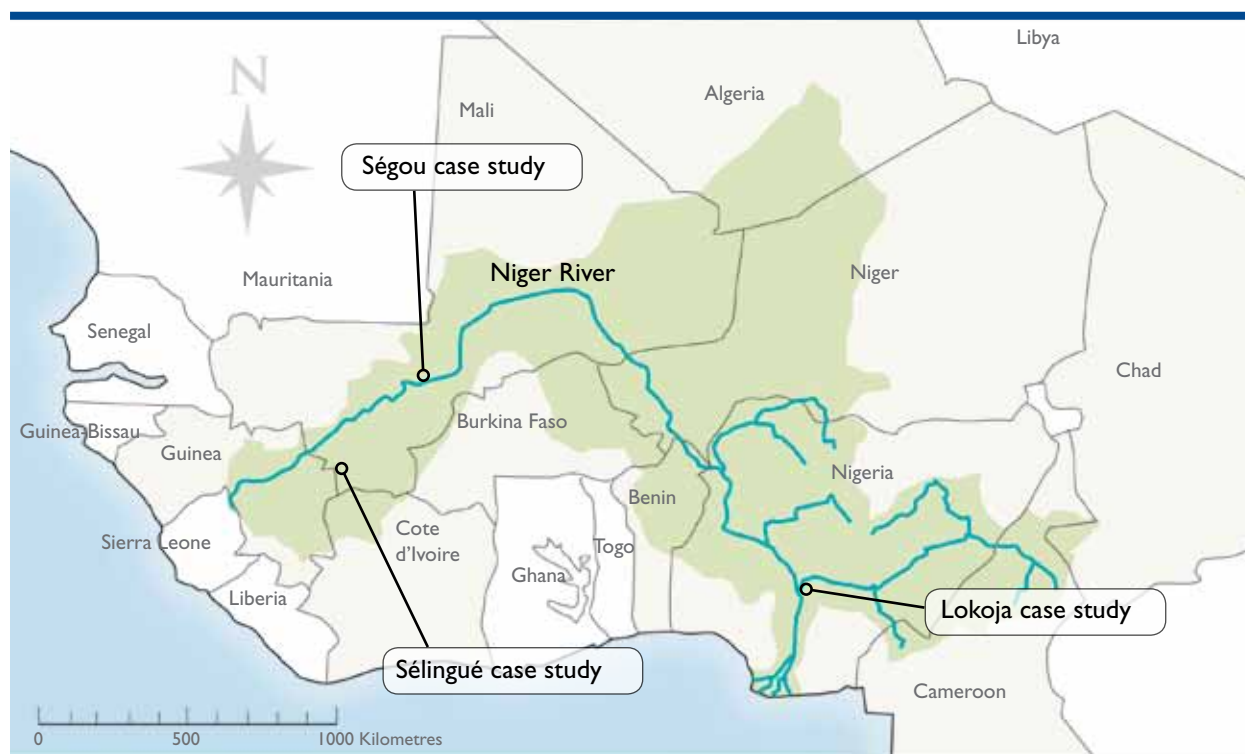 Libya
N
Algeria
Mali
Ségou case study
Niger River
Niger
Mauritania
Senegal
Chad
Burkina Faso
Guinea-Bissau
Guinea
Nigeria
Benin
Cote
d'Ivoire
Sierra Leone
Togo
Ghana
Liberia
Lokoja case study
Sélingué case study
Cameroon
0 500 1000 Kilometres